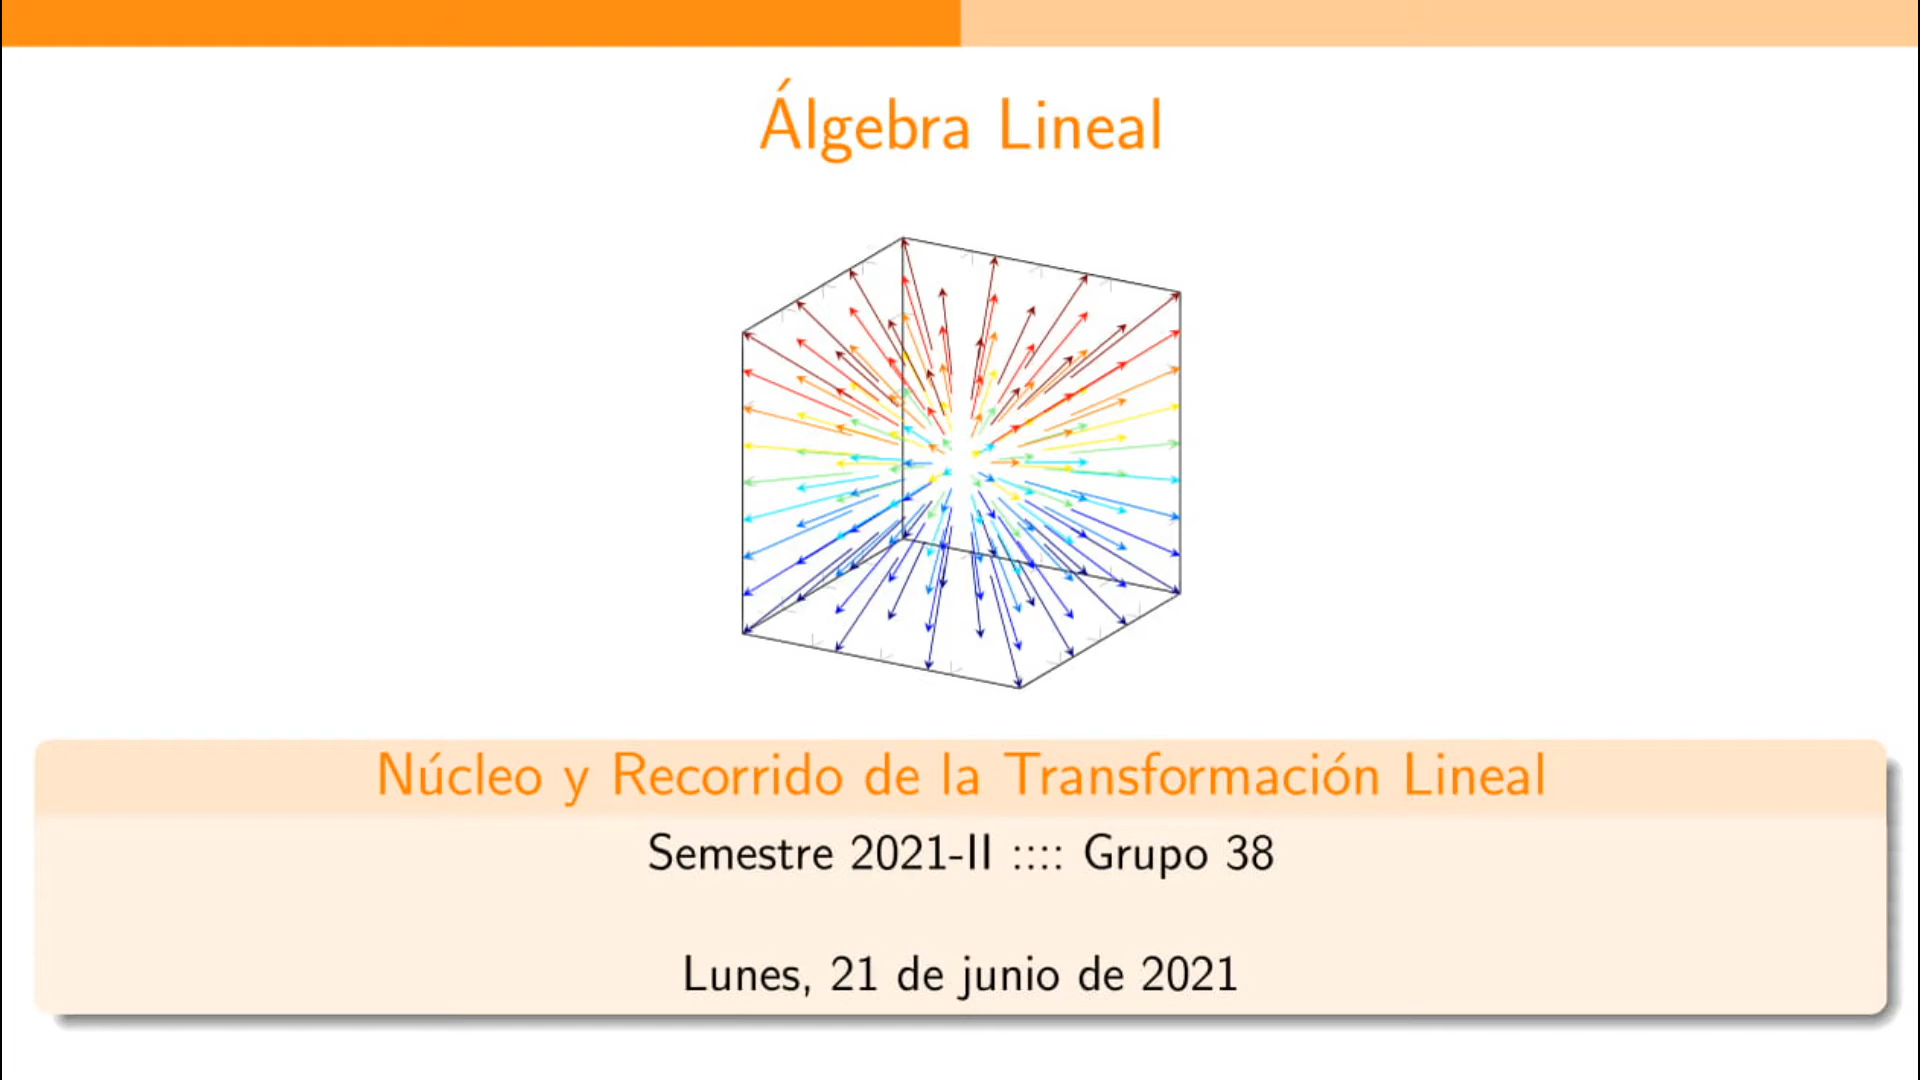 Álgebra Lineal
Núcleo y Recorrido de la Transformación Lineal
Semestre 2021-II :::: Grupo 38
Lunes, 21 de junio de 2021